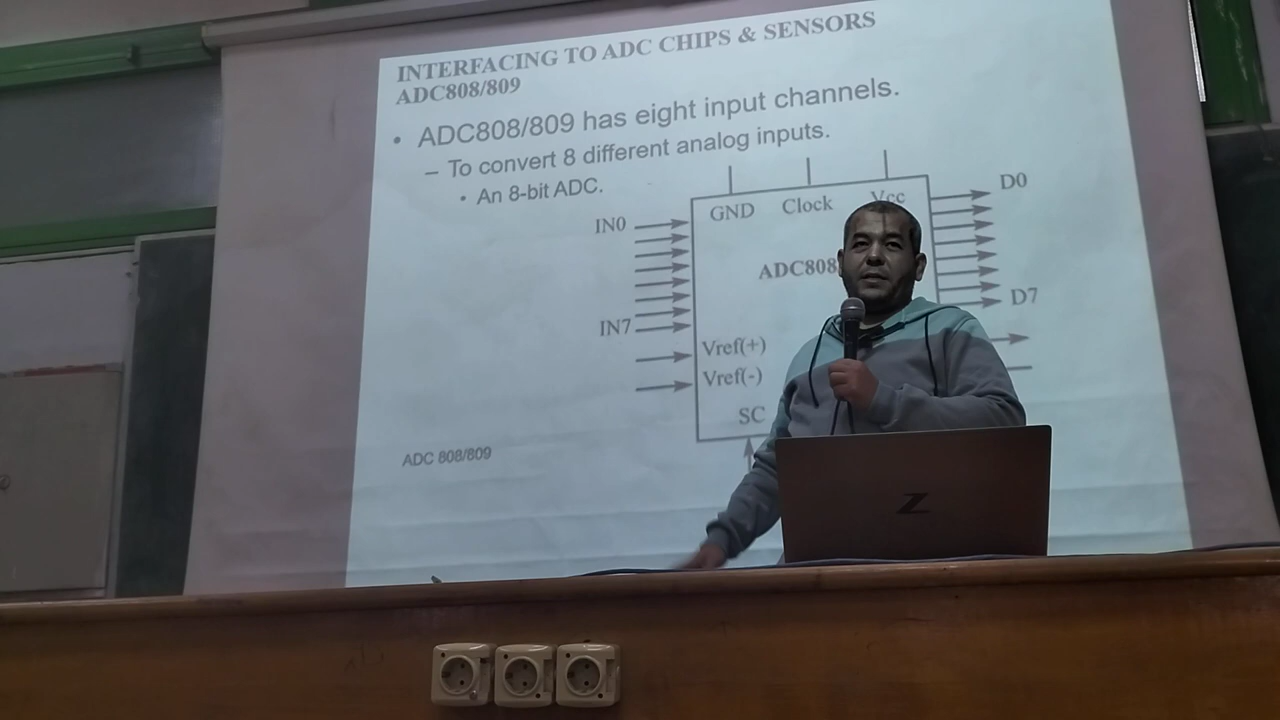 INTERFACING TO ADC CHIPS & SENSORS
ADC808/809
• ADC808/809 has eight input channels.
– To convert 8 different analog inputs.
• An 8-bit ADC.
GND Clock Vcc
D0
IN0
ADC808
D7
IN7
Vref(+)
Vref(-)
SC
ADC 808/809
Z